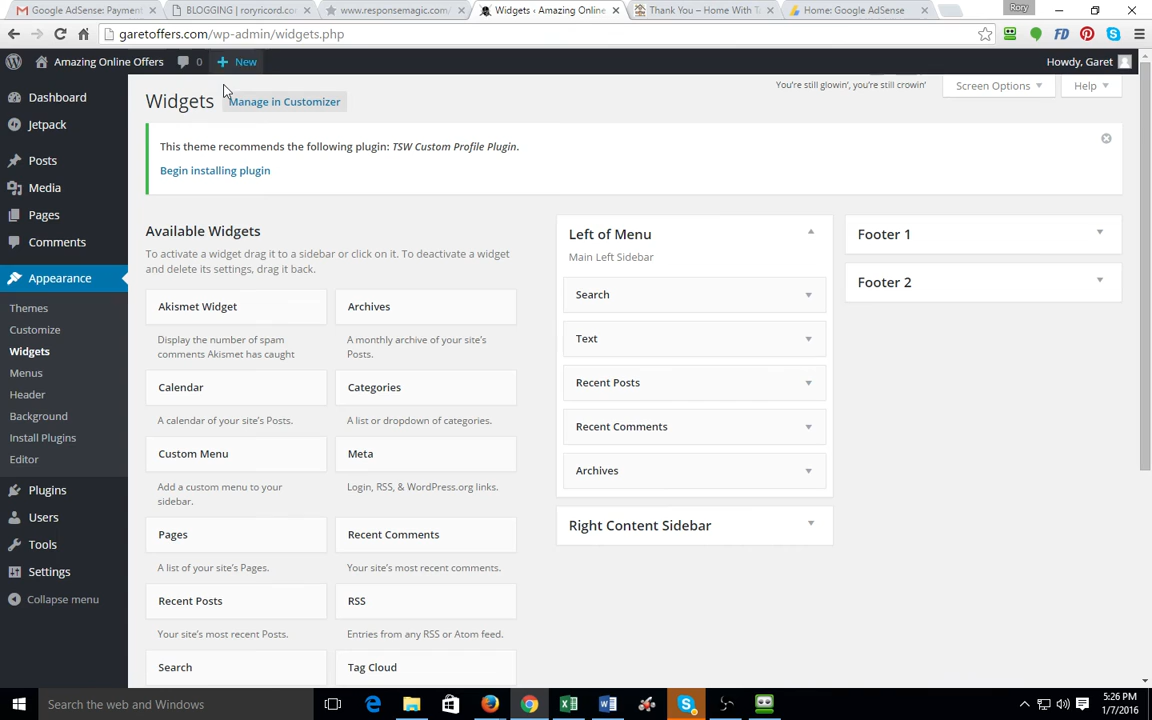 Google AdSense: Payment
BLOGGING | roryricord.co
www.responsemagic.com/
Widgets ‹ Amazing Online
Thank You – Home With T
Home: Google AdSense
Rory
garetoffers.com/wp-admin/widgets.php
Amazing Online Offers
0
+ New
Howdy, Garet
Dashboard
Jetpack
Posts
Media
Pages
Comments
Appearance
Themes
Customize
Widgets
Menus
Header
Background
Install Plugins
Editor
Plugins
Users
Tools
Settings
Collapse menu
You're still glowin', you're still crowin'
Screen Options
Help
Widgets
Manage in Customizer
This theme recommends the following plugin: TSW Custom Profile Plugin.
Begin installing plugin
Available Widgets
To activate a widget drag it to a sidebar or click on it. To deactivate a widget
and delete its settings, drag it back.
Akismet Widget
Archives
Display the number of spam
comments Akismet has caught
A monthly archive of your site's
Posts.
Calendar
Categories
A calendar of your site's Posts.
A list or dropdown of categories.
Custom Menu
Meta
Add a custom menu to your
sidebar.
Login, RSS, & WordPress.org links.
Pages
Recent Comments
A list of your site's Pages.
Your site's most recent comments.
Recent Posts
RSS
Your site's most recent Posts.
Entries from any RSS or Atom feed.
Search
Tag Cloud
Left of Menu
Main Left Sidebar
Search
Text
Recent Posts
Recent Comments
Archives
Right Content Sidebar
Footer 1
Footer 2
Search the web and Windows
5:26 PM
1/7/2016